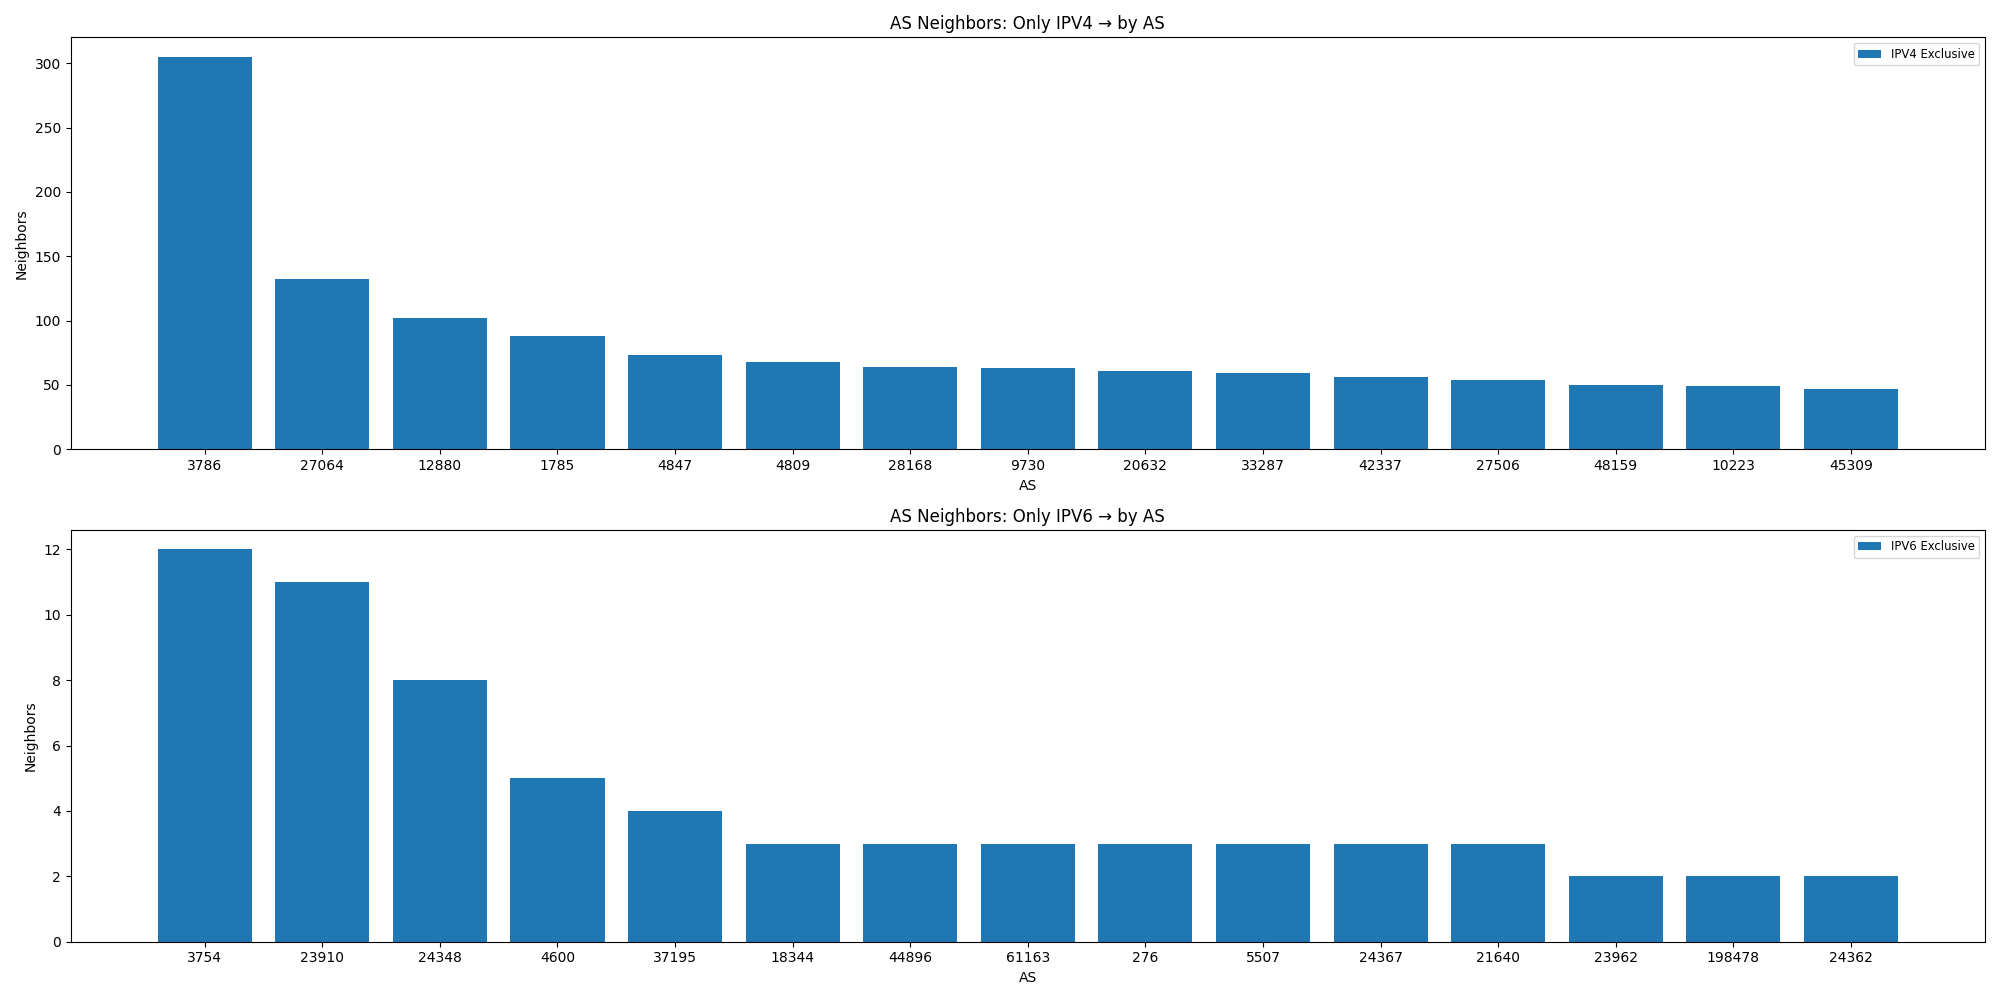 AS Neighbors: Only IPV4 → by AS
IPV4 Exclusive
Neighbors
300
250
200
150
100
50
0
3786 27064 12880 1785 4847 4809 28168 9730 20632 33287 42337 27506 48159 10223 45309
AS
AS Neighbors: Only IPV6 → by AS
IPV6 Exclusive
Neighbors
12
10
8
6
4
2
0
3754 23910 24348 4600 37195 18344 44896 61163 276 5507 24367 21640 23962 198478 24362
AS